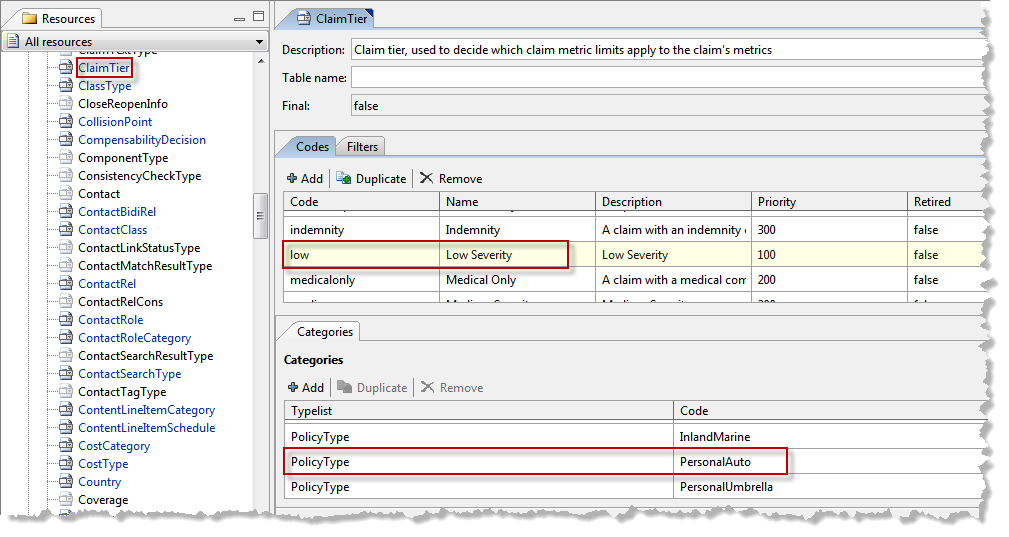 Resources
All resources
ClaimTier
ClassType
CloseReopenInfo
CollisionPoint
CompensabilityDecision
ComponentType
ConsistencyCheckType
Contact
ContactBidiRel
ContactClass
ContactLinkStatusType
ContactMatchResultType
ContactRel
ContactRelCons
ContactRole
ContactRoleCategory
ContactSearchResultType
ContactSearchType
ContactTagType
ContentLineItemCategory
ContentLineItemSchedule
CostCategory
CostType
Country
Coverage
ClaimTier
Description: Claim tier, used to decide which claim metric limits apply to the claim's metrics
Table name:
Final: false
Codes Filters
Add Duplicate Remove
Code Name Description Priority Retired
indemnity Indemnity A claim with an indemnity 300 false
low Low Severity Low Severity 100 false
medicalonly Medical Only A claim with a medical com 200 false
Categories
Categories
Add Duplicate Remove
Typelist Code
PolicyType InlandMarine
PolicyType PersonalAuto
PolicyType PersonalUmbrella